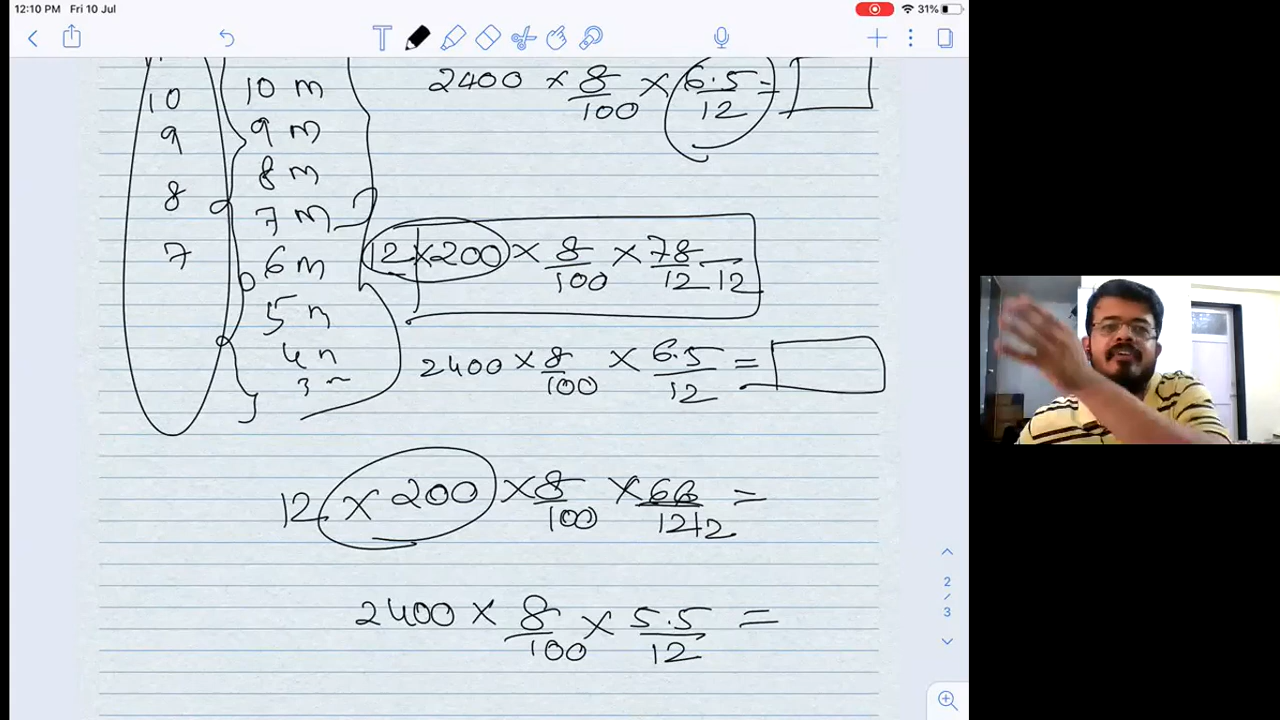 12:10 PM Fri 10 Jul 31%
2400 × 8/100 × 6.5/12 =
10 10 m
9 9 m
8 8 m
7 7 m
6 m
5 m
4 m
3 m
12 × 200 × 8/100 × 78/12 12
2400 × 8/100 × 6.5/12 =
12 × 200 × 8/100 × 66/12 12 =
2400 × 8/100 × 5.5/12 =
2
/
3